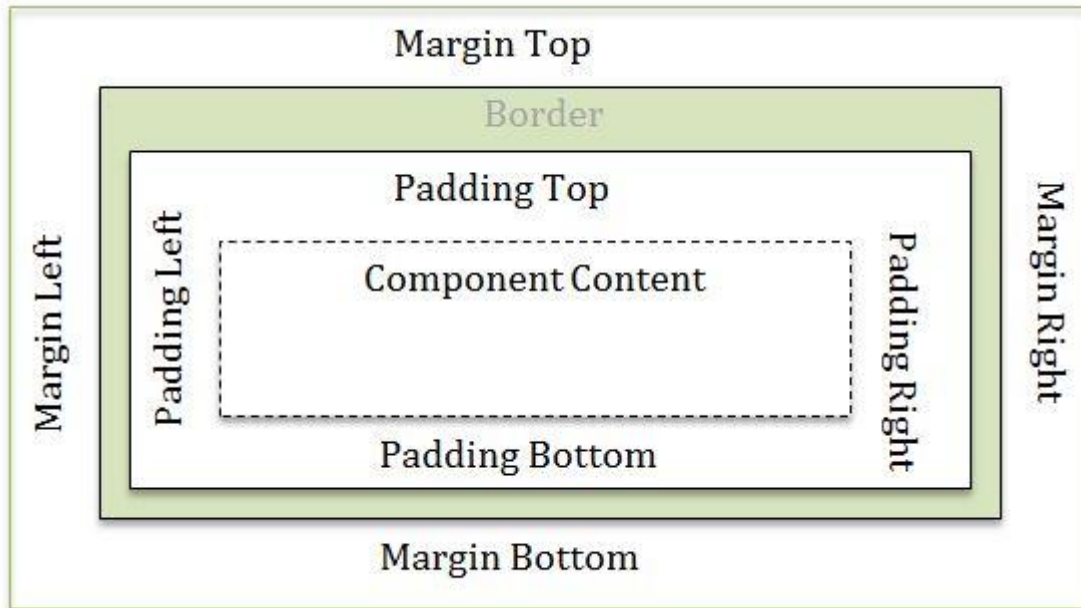 Margin Top
Border
Padding Top
Margin Left
Padding Left
Component Content
Padding Right
Margin Right
Padding Bottom
Margin Bottom